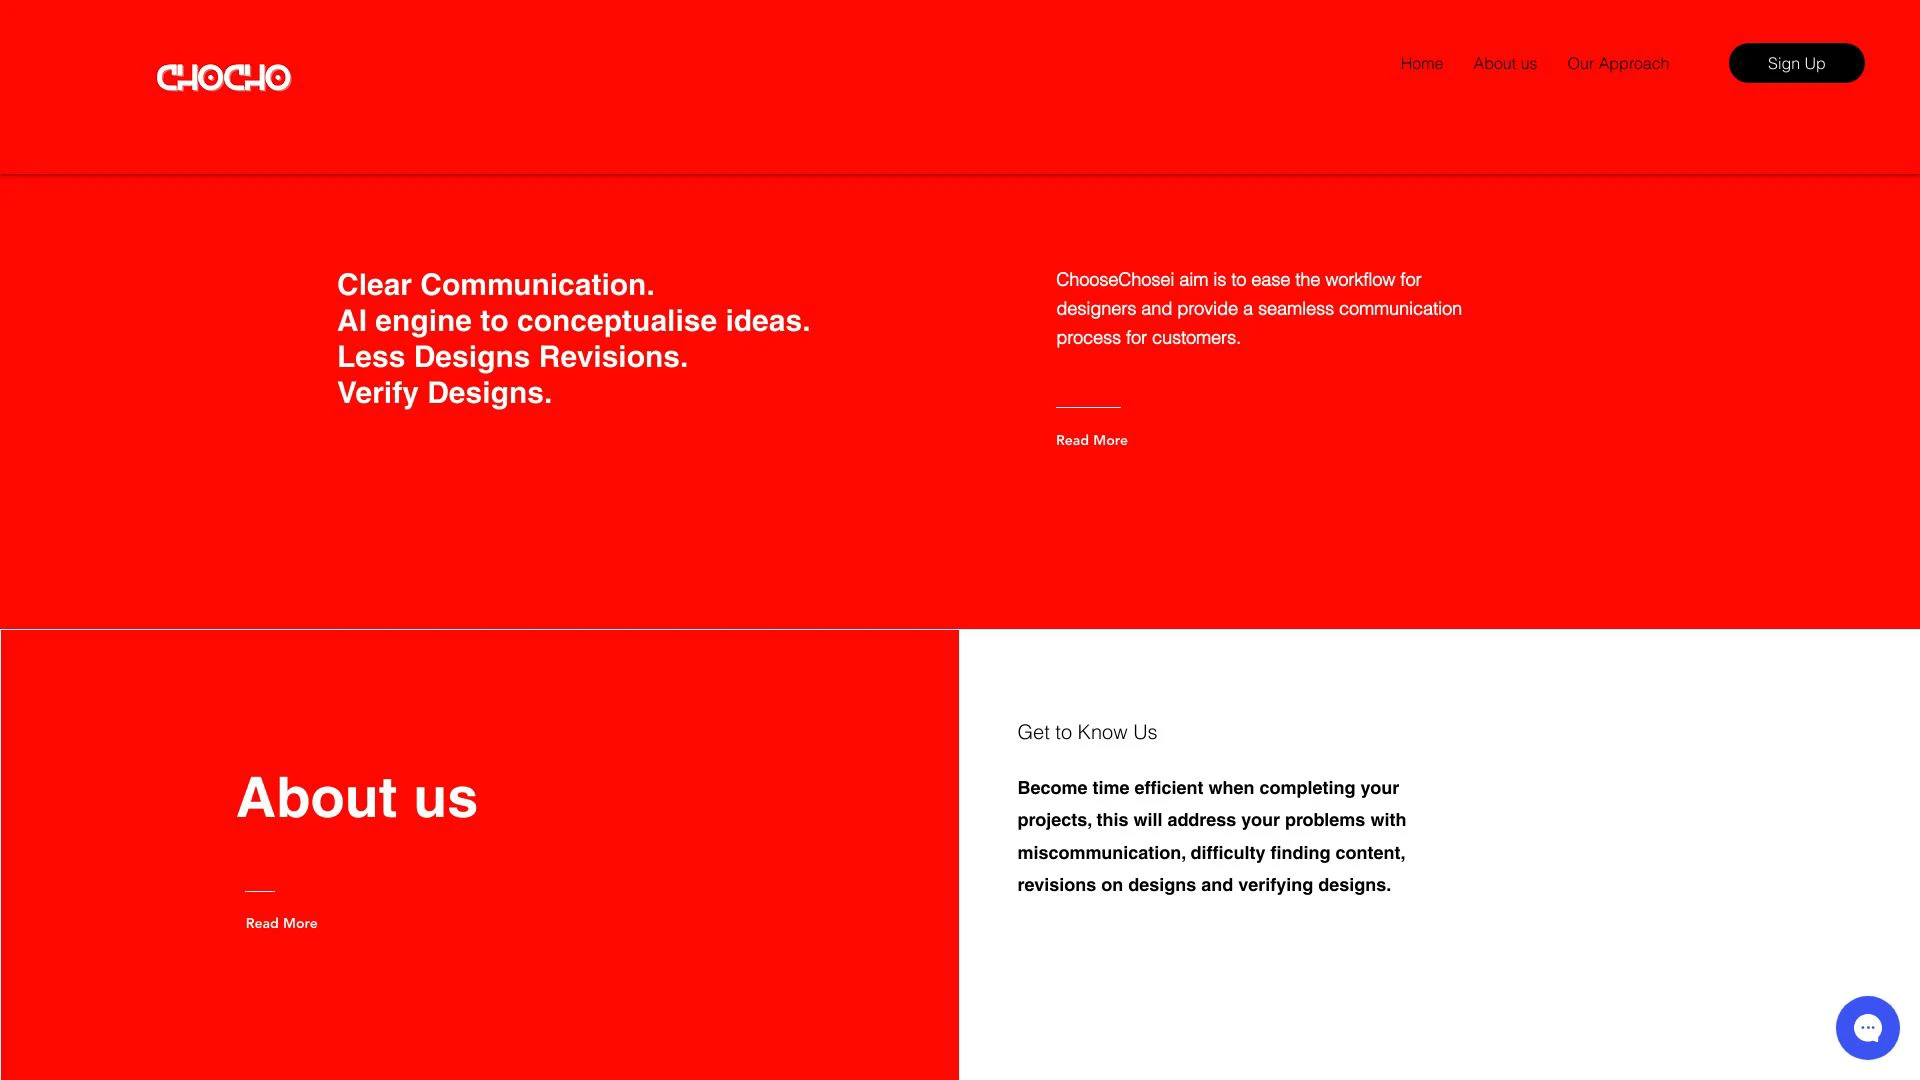 CHOCHO
Home
About us
Our Approach
Sign Up
Clear Communication.
AI engine to conceptualise ideas.
Less Designs Revisions.
Verify Designs.
ChooseChosei aim is to ease the workflow for
designers and provide a seamless communication
process for customers.
Read More
About us
Read More
Get to Know Us
Become time efficient when completing your
projects, this will address your problems with
miscommunication, difficulty finding content,
revisions on designs and verifying designs.